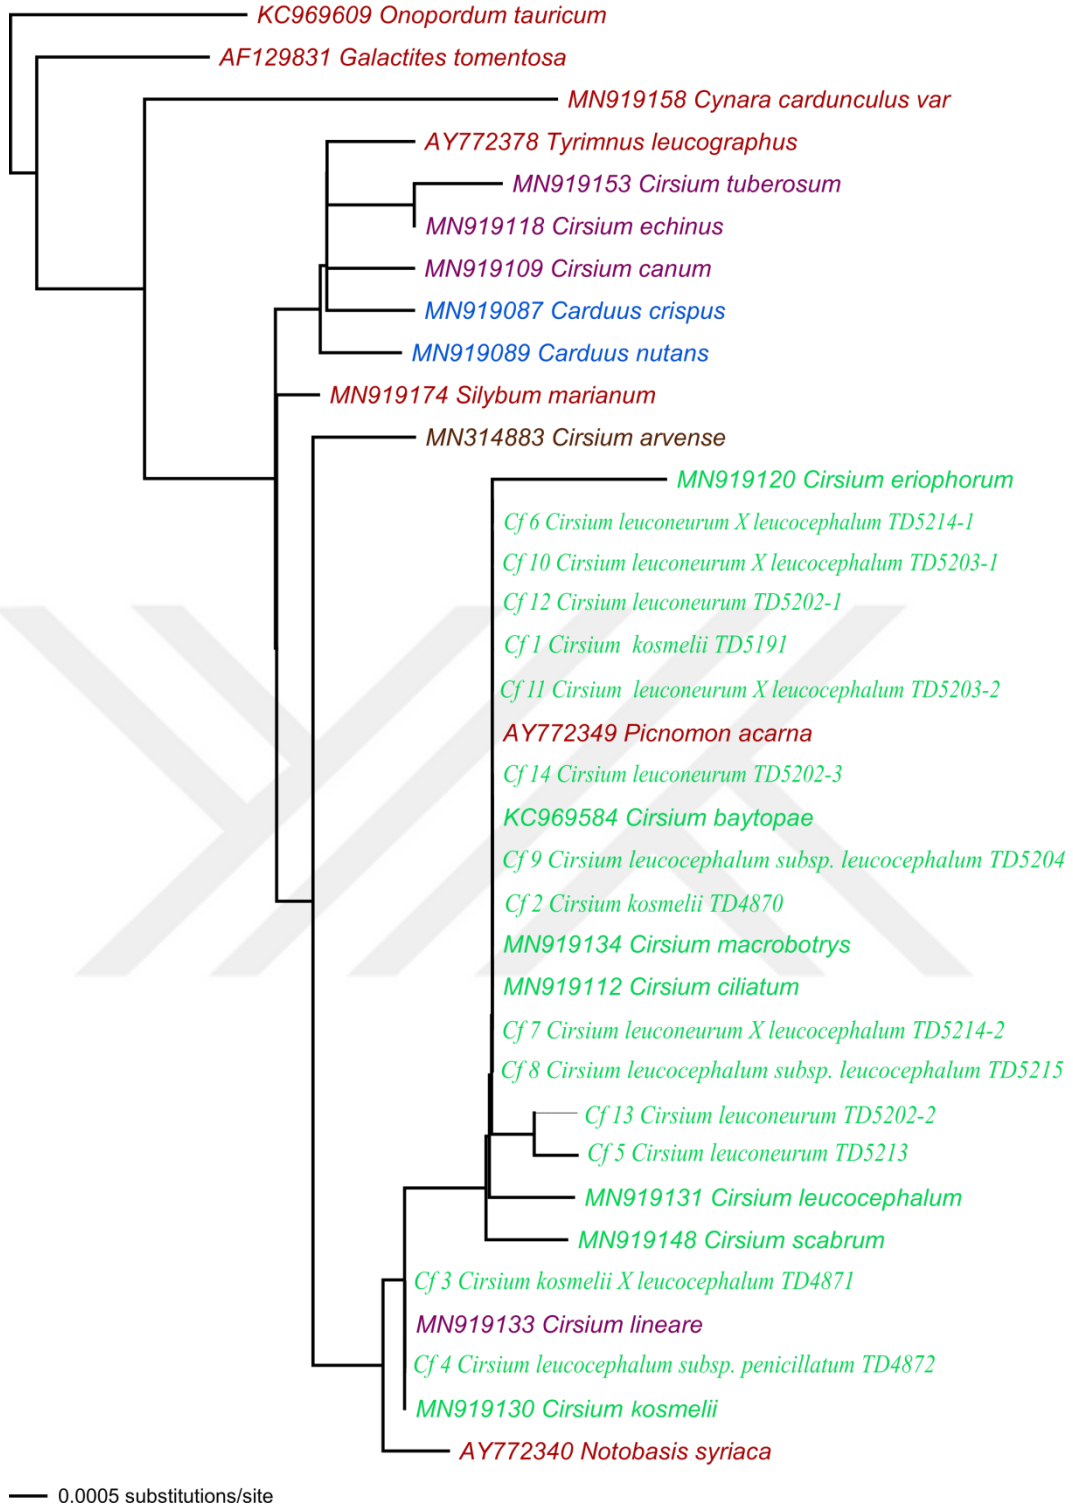 KC969609 Onopordum tauricum
AF129831 Galactites tomentosa
MN919158 Cynara cardunculus var
AY772378 Tyrimnus leucographus
MN919153 Cirsium tuberosum
MN919118 Cirsium echinus
MN919109 Cirsium canum
MN919087 Carduus crispus
MN919089 Carduus nutans
MN919174 Silybum marianum
MN314883 Cirsium arvense
MN919120 Cirsium eriophorum
Cf 6 Cirsium leuconeurum X leucocephalum TD5214-1
Cf 10 Cirsium leuconeurum X leucocephalum TD5203-1
Cf 12 Cirsium leuconeurum TD5202-1
Cf 1 Cirsium kosmelii TD5191
Cf 11 Cirsium leuconeurum X leucocephalum TD5203-2
AY772349 Picnomon acarna
Cf 14 Cirsium leuconeurum TD5202-3
KC969584 Cirsium baytopae
Cf 9 Cirsium leucocephalum subsp. leucocephalum TD5204
Cf 2 Cirsium kosmelii TD4870
MN919134 Cirsium macrobotrys
MN919112 Cirsium ciliatum
Cf 7 Cirsium leuconeurum X leucocephalum TD5214-2
Cf 8 Cirsium leucocephalum subsp. leucocephalum TD5215
Cf 13 Cirsium leuconeurum TD5202-2
Cf 5 Cirsium leuconeurum TD5213
MN919131 Cirsium leucocephalum
MN919148 Cirsium scabrum
Cf 3 Cirsium kosmelii X leucocephalum TD4871
MN919133 Cirsium lineare
Cf 4 Cirsium leucocephalum subsp. penicillatum TD4872
MN919130 Cirsium kosmelii
AY772340 Notobasis syriaca
0.0005 substitutions/site